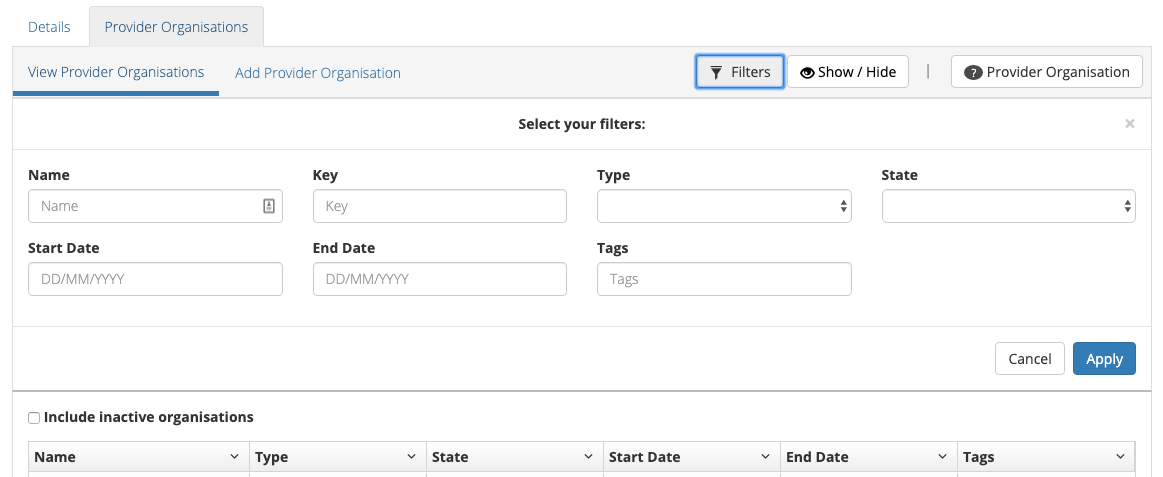 Details Provider Organisations
View Provider Organisations Add Provider Organisation Filters Show / Hide | ? Provider Organisation
Select your filters: ×
Name Key Type State
Name Key
Start Date End Date Tags
DD/MM/YYYY DD/MM/YYYY Tags
Cancel Apply
Include inactive organisations
Name Type State Start Date End Date Tags